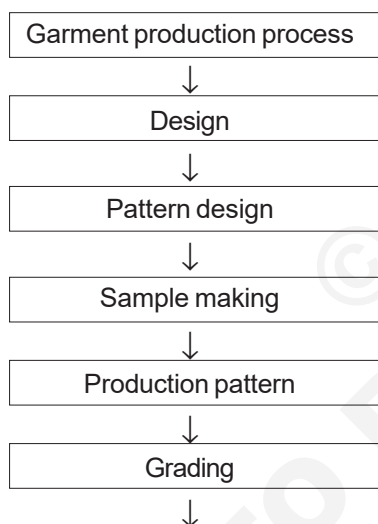 Garment production process
↓
Design
↓
Pattern design
↓
Sample making
↓
Production pattern
↓
Grading
↓